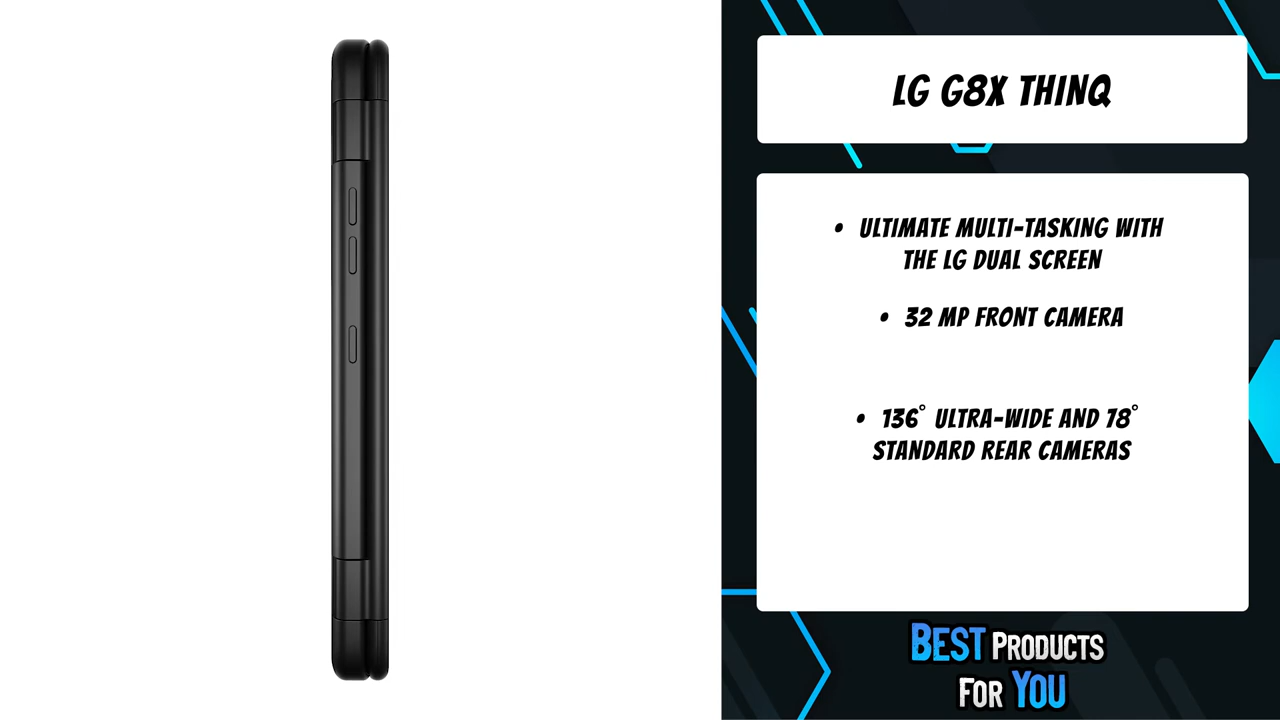 LG G8X THINQ
• ULTIMATE MULTI-TASKING WITH
THE LG DUAL SCREEN
• 32 MP FRONT CAMERA
• 136° ULTRA-WIDE AND 78°
STANDARD REAR CAMERAS
BEST PRODUCTS
FOR YOU